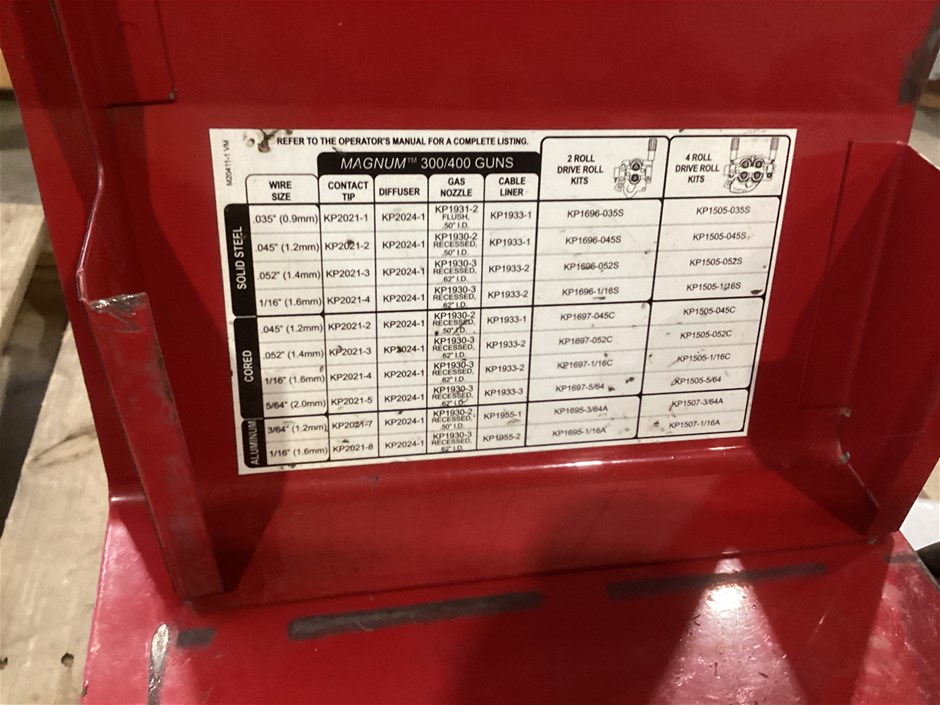 REFER TO THE OPERATOR'S MANUAL FOR A COMPLETE LISTING.
M20411-1 VM
MAGNUM™ 300/400 GUNS
2 ROLL DRIVE ROLL KITS
4 ROLL DRIVE ROLL KITS
WIRE SIZE CONTACT TIP DIFFUSER GAS NOZZLE CABLE LINER
SOLID STEEL
.035" (0.9mm) KP2021-1 KP2024-1 KP1931-2 FLUSH, .50" I.D. KP1933-1 KP1696-035S KP1505-035S
.045" (1.2mm) KP2021-2 KP2024-1 KP1930-2 RECESSED, .50" I.D. KP1933-1 KP1696-045S KP1505-045S
.052" (1.4mm) KP2021-3 KP2024-1 KP1930-3 RECESSED, .62" I.D. KP1933-2 KP1696-052S KP1505-052S
1/16" (1.6mm) KP2021-4 KP2024-1 KP1930-3 RECESSED, .62" I.D. KP1933-2 KP1696-1/16S KP1505-1/16S
CORED
.045" (1.2mm) KP2021-2 KP2024-1 KP1930-2 RECESSED, .50" I.D. KP1933-1 KP1697-045C KP1505-045C
.052" (1.4mm) KP2021-3 KP2024-1 KP1930-3 RECESSED, .62" I.D. KP1933-2 KP1697-052C KP1505-052C
1/16" (1.6mm) KP2021-4 KP2024-1 KP1930-3 RECESSED, .62" I.D. KP1933-2 KP1697-1/16C KP1505-1/16C
5/64" (2.0mm) KP2021-5 KP2024-1 KP1930-3 RECESSED, .62" I.D. KP1933-3 KP1697-5/64 KP1505-5/64
ALUMINUM
3/64" (1.2mm) KP2021-7 KP2024-1 KP1930-2, RECESSED, .50" I.D. KP1955-1 KP1695-3/64A KP1507-3/64A
1/16" (1.6mm) KP2021-8 KP2024-1 KP1930-3 RECESSED, .62" I.D. KP1955-2 KP1695-1/16A KP1507-1/16A